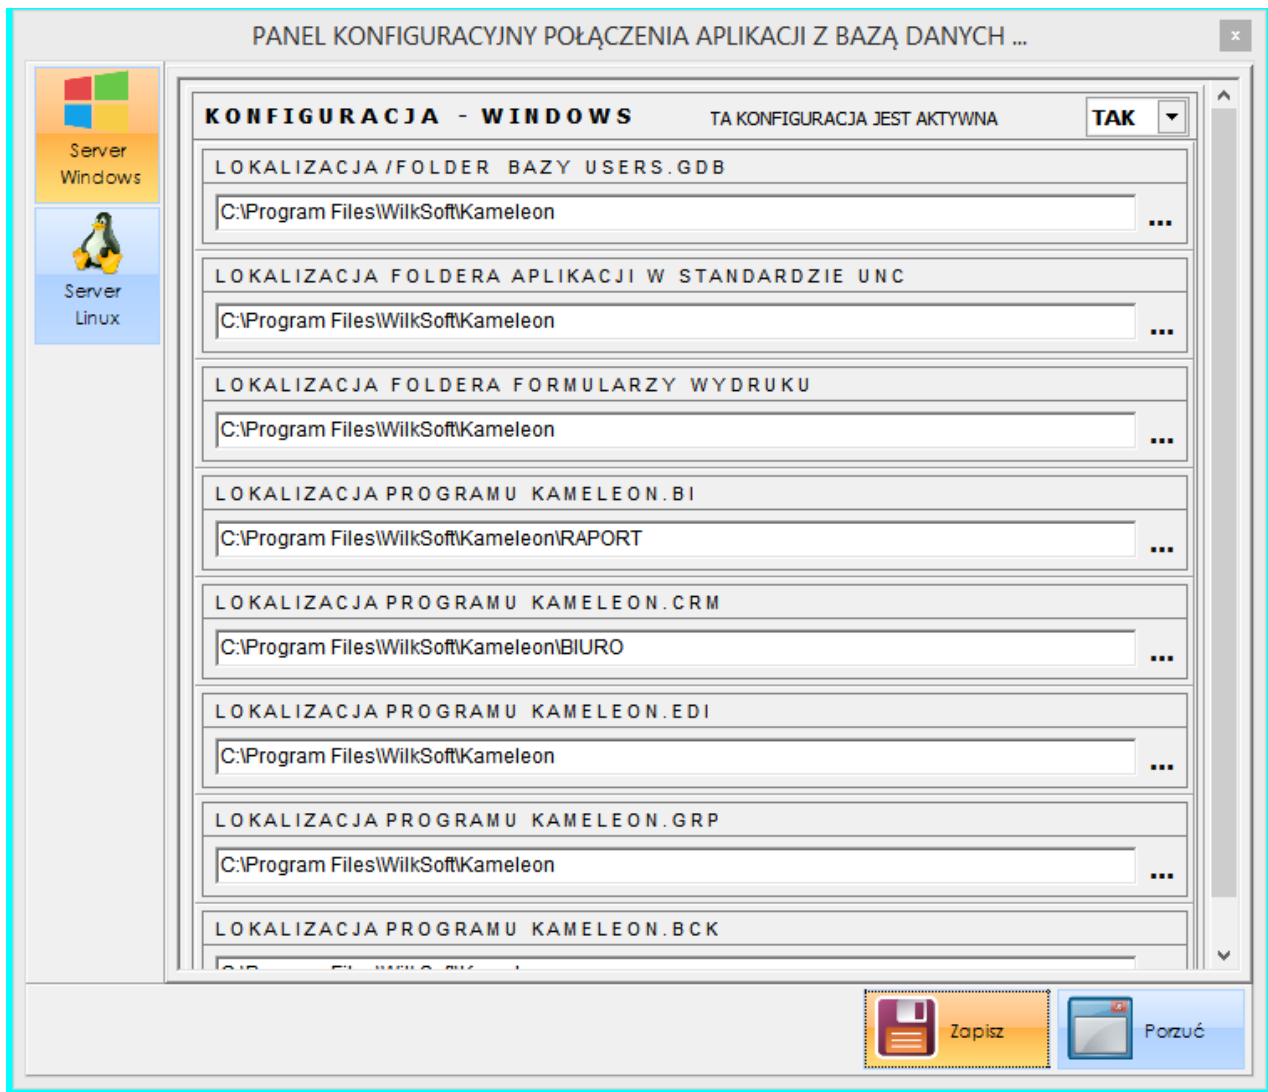 PANEL KONFIGURACYJNY POŁĄCZENIA APLIKACJI Z BAZĄ DANYCH ...
x
Server
Windows
Server
Linux
KONFIGURACJA - WINDOWS TA KONFIGURACJA JEST AKTYWNA TAK
LOKALIZACJA/FOLDER BAZY USERS.GDB
C:\Program Files\WilkSoft\Kameleon ...
LOKALIZACJA FOLDERA APLIKACJI W STANDARDZIE UNC
C:\Program Files\WilkSoft\Kameleon ...
LOKALIZACJA FOLDERA FORMULARZY WYDRUKU
C:\Program Files\WilkSoft\Kameleon ...
LOKALIZACJA PROGRAMU KAMELEON.BI
C:\Program Files\WilkSoft\Kameleon\RAPORT ...
LOKALIZACJA PROGRAMU KAMELEON.CRM
C:\Program Files\WilkSoft\Kameleon\BIURO ...
LOKALIZACJA PROGRAMU KAMELEON.EDI
C:\Program Files\WilkSoft\Kameleon ...
LOKALIZACJA PROGRAMU KAMELEON.GRP
C:\Program Files\WilkSoft\Kameleon ...
LOKALIZACJA PROGRAMU KAMELEON.BCK
Zapisz
Porzuć